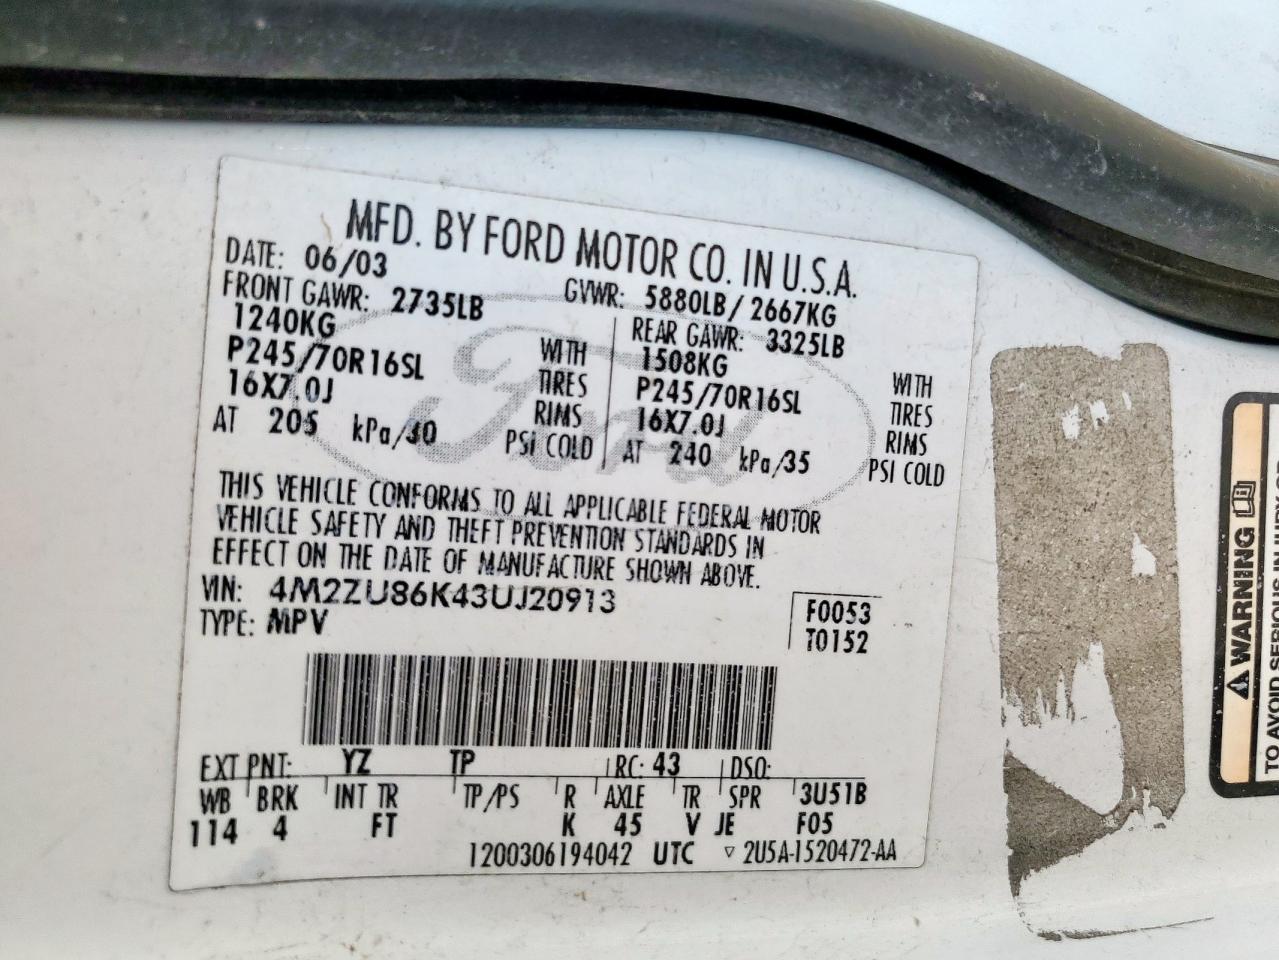 MFD. BY FORD MOTOR CO. IN U.S.A.
DATE: 06/03 GVWR: 5880LB/2667KG
FRONT GAWR: 2735LB REAR GAWR: 3325LB
1240KG WITH 1508KG WITH
P245/70R16SL TIRES P245/70R16SL TIRES
16X7.0J RIMS 16X7.0J RIMS
AT 205 kPa/30 PSI COLD AT 240 kPa/35 PSI COLD
Ford
THIS VEHICLE CONFORMS TO ALL APPLICABLE FEDERAL MOTOR
VEHICLE SAFETY AND THEFT PREVENTION STANDARDS IN
EFFECT ON THE DATE OF MANUFACTURE SHOWN ABOVE.
VIN: 4M2ZU86K43UJ20913 F0053
TYPE: MPV T0152
EXT PNT: YZ TP RC: 43 DSO:
WB BRK INT TR TP/PS R AXLE TR SPR 3U51B
114 4 FT K 45 V JE F05
1200306194042 UTC ▽ 2U5A-1520472-AA
WARNING
TO AVOID SERIOUS INJURY OR